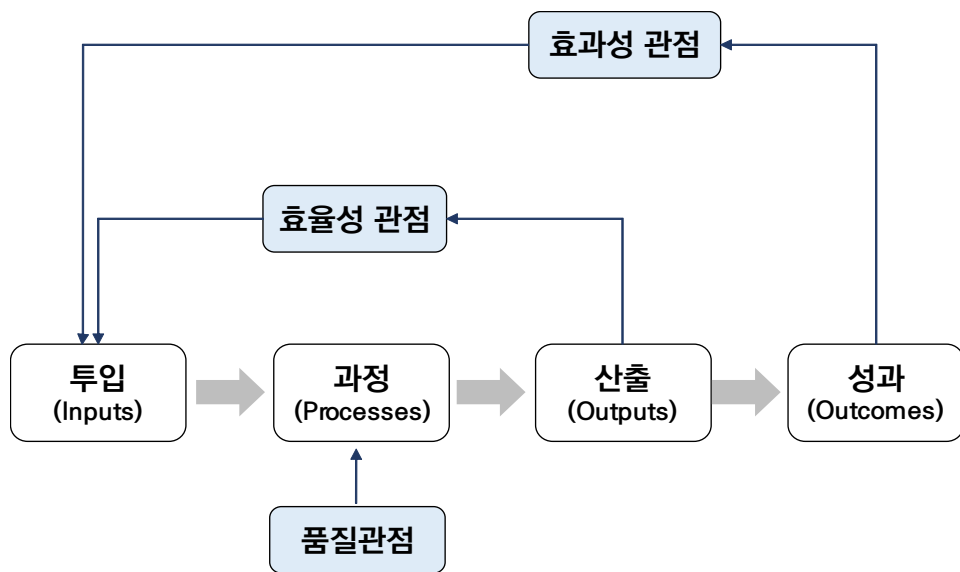 효과성 관점
효율성 관점
투입
(Inputs)
과정
(Processes)
산출
(Outputs)
성과
(Outcomes)
품질관점